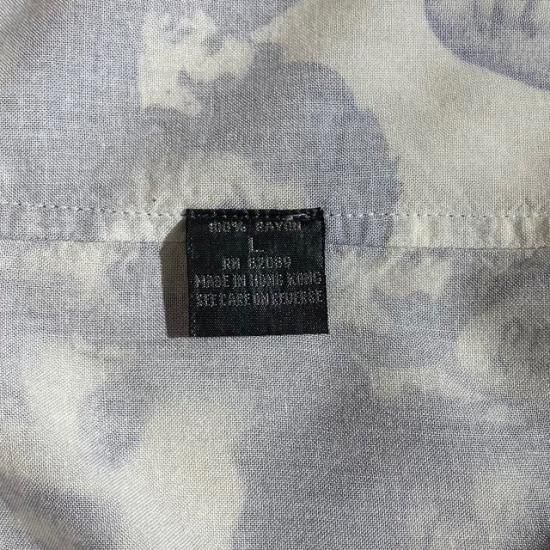 100% RAYON
L
RN 62089
MADE IN HONG KONG
SEE CARE ON REVERSE